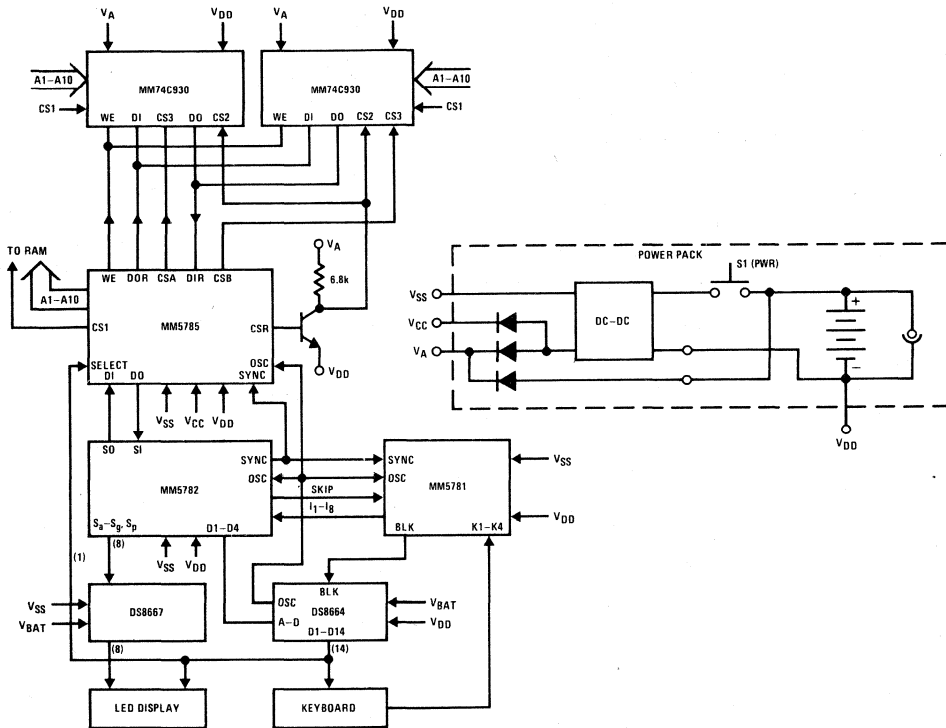 VA VDD VA VDD
A1–A10 MM74C930 MM74C930 A1–A10
CS1 CS1
WE DI CS3 DO CS2 WE DI DO CS2 CS3
VA
6.8k
TO RAM
A1–A10
CS1
WE DOR CSA DIR CSB
MM5785
CSR
VDD
SELECT
DI DO
OSC
SYNC
VSS VCC VDD
SO SI
SYNC
OSC
MM5782
SKIP
I1–I8
SYNC
OSC
MM5781
VSS
VDD
Sa–Sg, Sp D1–D4
BLK K1–K4
(1)
(8)
VSS VDD
BLK
OSC DS8664
A–D
D1–D14
VBAT
VDD
VSS
VBAT
DS8667
(8) (14)
LED DISPLAY KEYBOARD
POWER PACK
S1 (PWR)
VSS
VCC
VA
DC-DC
+
–
VDD